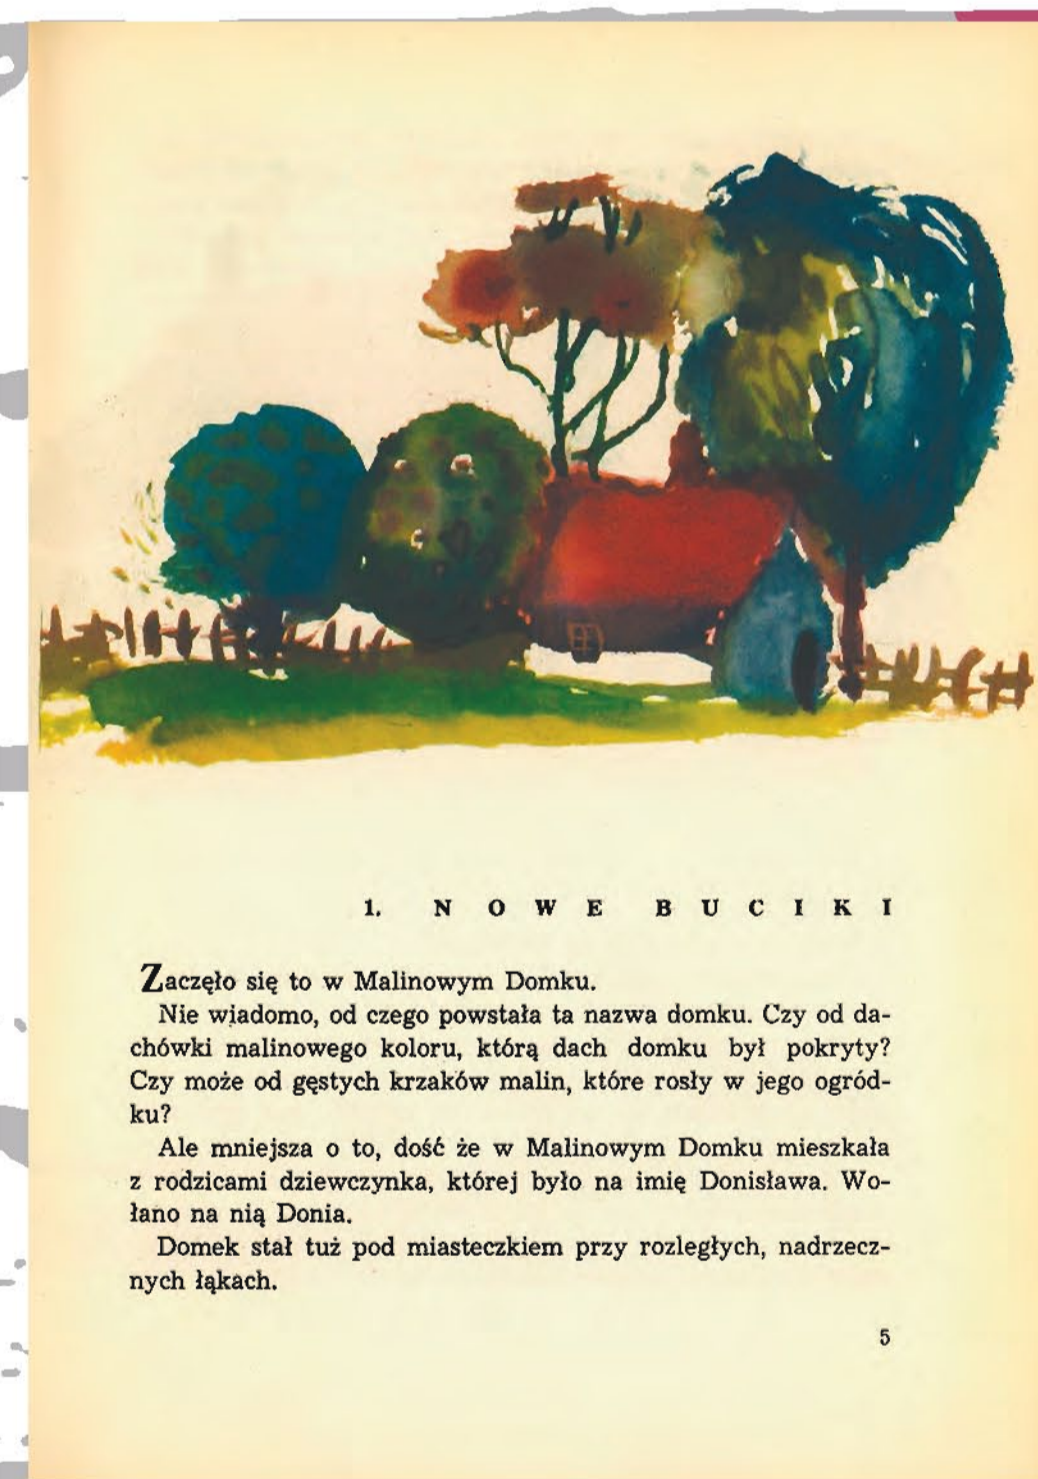 1. NOWE BUCIKI
Zaczęło się to w Malinowym Domku.
Nie wiadomo, od czego powstała ta nazwa domku. Czy od da-
chówki malinowego koloru, którą dach domku był pokryty?
Czy może od gęstych krzaków malin, które rosły w jego ogród-
ku?
Ale mniejsza o to, dość że w Malinowym Domku mieszkała
z rodzicami dziewczynka, której było na imię Donisława. Wo-
łano na nią Donia.
Domek stał tuż pod miasteczkiem przy rozległych, nadrzecz-
nych łąkach.
5